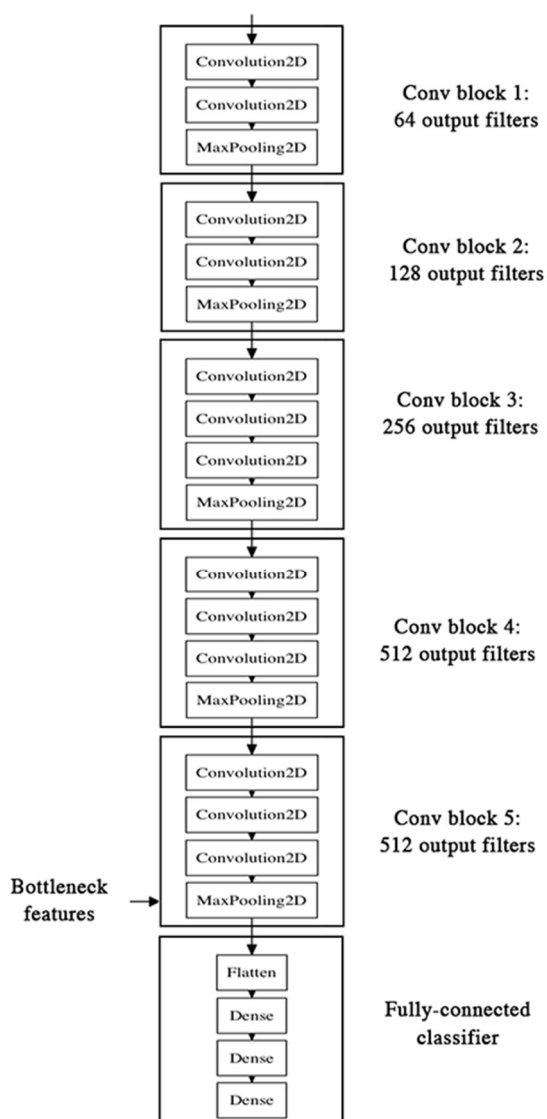 Convolution2D
Convolution2D
MaxPooling2D
Conv block 1:
64 output filters
Convolution2D
Convolution2D
MaxPooling2D
Conv block 2:
128 output filters
Convolution2D
Convolution2D
Convolution2D
MaxPooling2D
Conv block 3:
256 output filters
Convolution2D
Convolution2D
Convolution2D
MaxPooling2D
Conv block 4:
512 output filters
Convolution2D
Convolution2D
Convolution2D
MaxPooling2D
Conv block 5:
512 output filters
Bottleneck
features
Flatten
Dense
Dense
Dense
Fully-connected
classifier